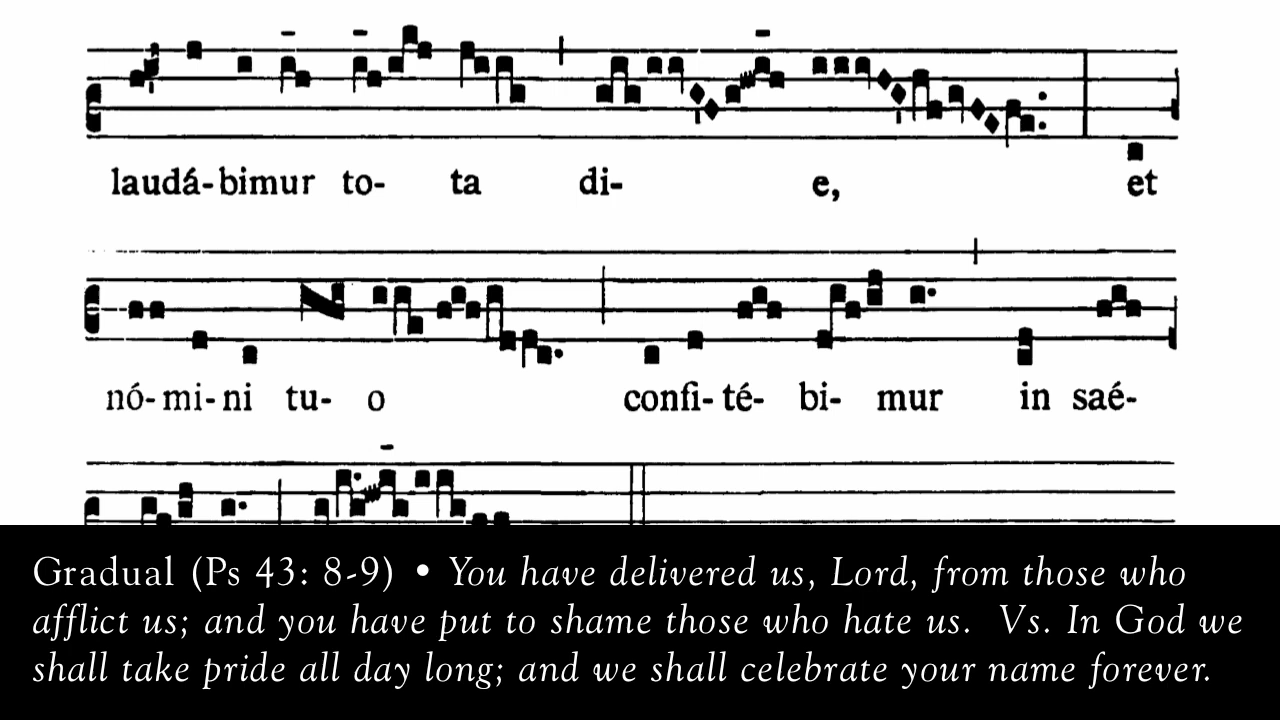 laudá-bimur to- ta di- e, et
nó-mi-ni tu- o confi-té- bi- mur in saé-
Gradual (Ps 43: 8-9) • You have delivered us, Lord, from those who
afflict us; and you have put to shame those who hate us. Vs. In God we
shall take pride all day long; and we shall celebrate your name forever.